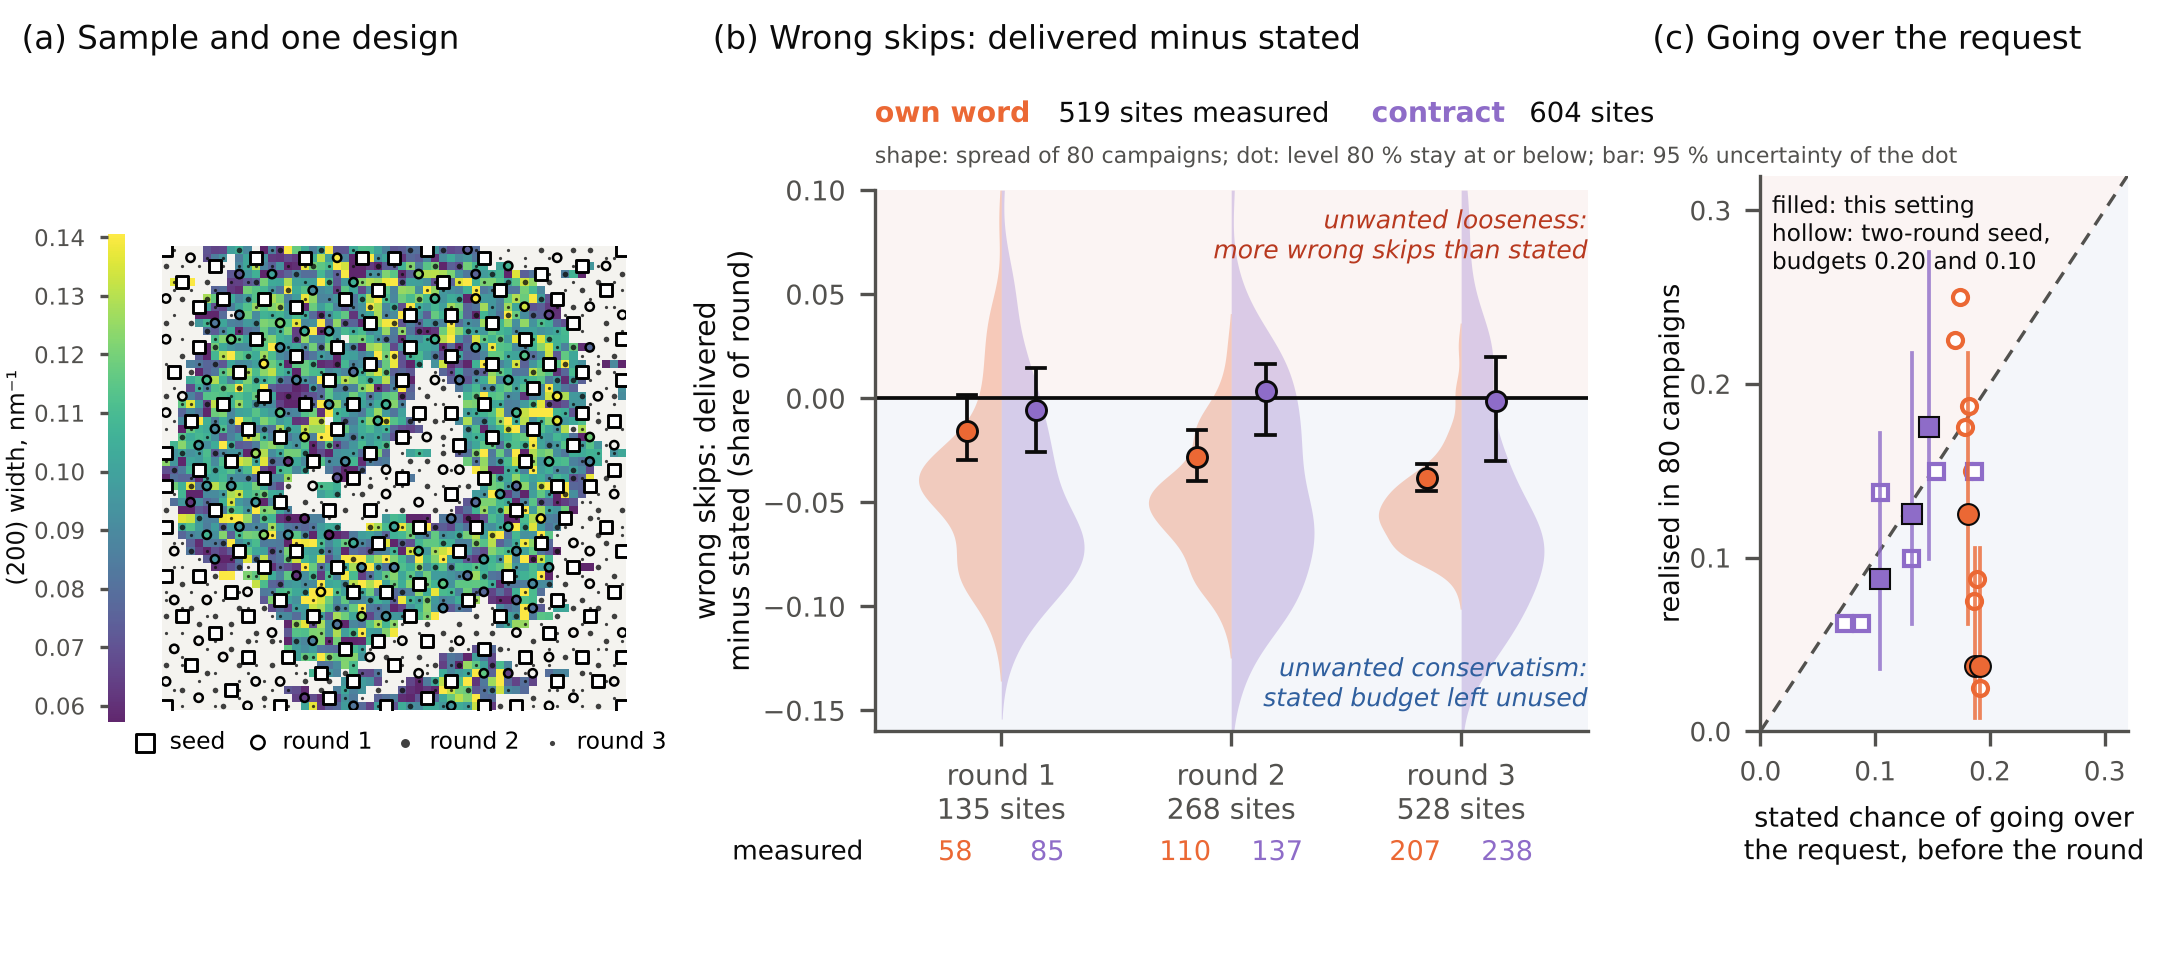 (a) Sample and one design
(b) Wrong skips: delivered minus stated
(c) Going over the request
own word 519 sites measured contract 604 sites
shape: spread of 80 campaigns; dot: level 80 % stay at or below; bar: 95 % uncertainty of the dot
(200) width, nm⁻¹
0.14
0.13
0.12
0.11
0.10
0.09
0.08
0.07
0.06
seed round 1 round 2 round 3
wrong skips: delivered
minus stated (share of round)
0.10
0.05
0.00
−0.05
−0.10
−0.15
unwanted looseness:
more wrong skips than stated
unwanted conservatism:
stated budget left unused
round 1 round 2 round 3
135 sites 268 sites 528 sites
measured 58 85 110 137 207 238
realised in 80 campaigns
0.3
0.2
0.1
0.0
filled: this setting
hollow: two-round seed,
budgets 0.20 and 0.10
0.0 0.1 0.2 0.3
stated chance of going over
the request, before the round